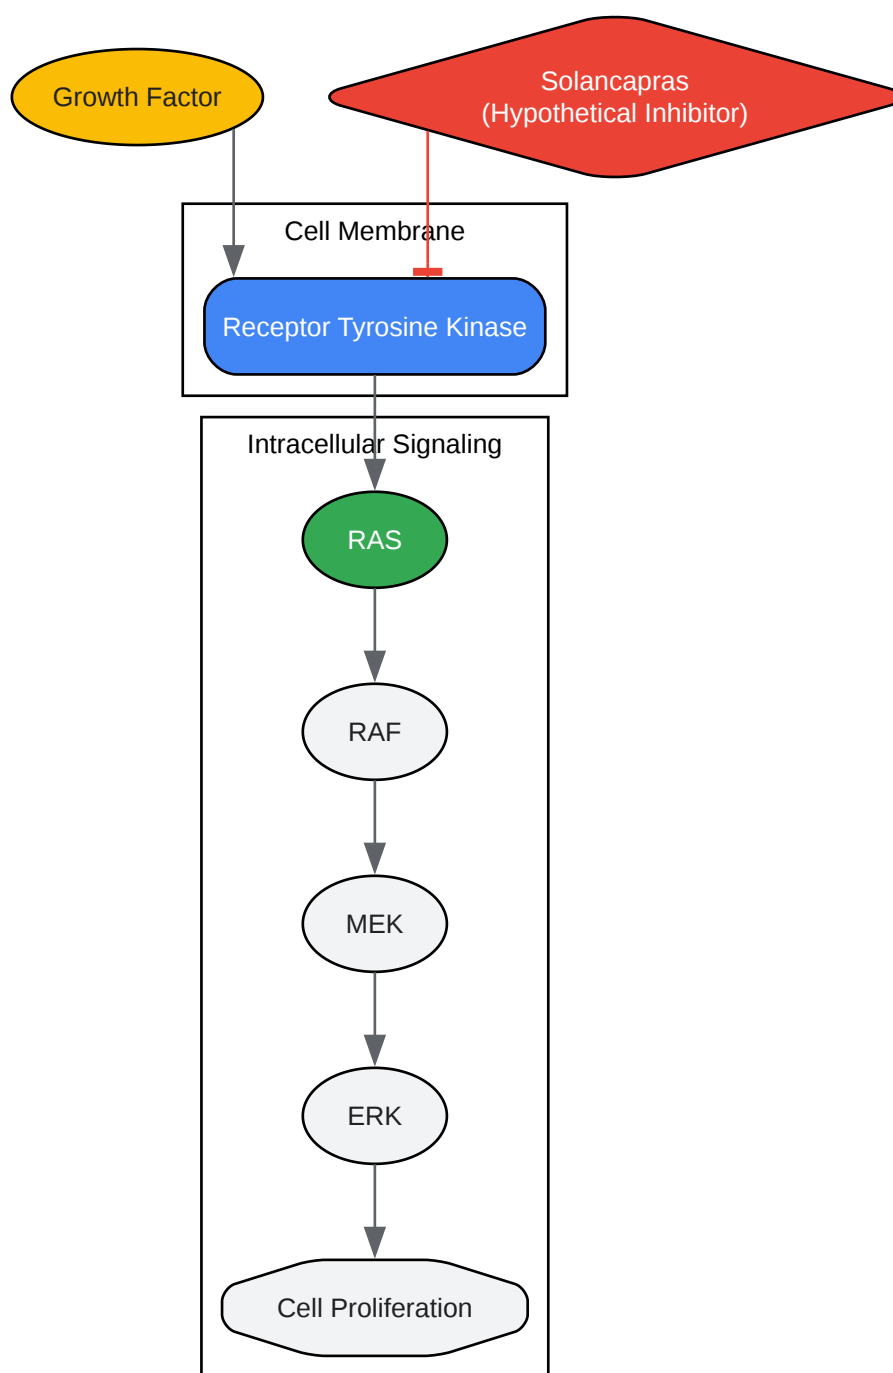 Growth Factor
Solancapras
(Hypothetical Inhibitor)
Cell Membrane
Receptor Tyrosine Kinase
Intracellular Signaling
RAS
RAF
MEK
ERK
Cell Proliferation